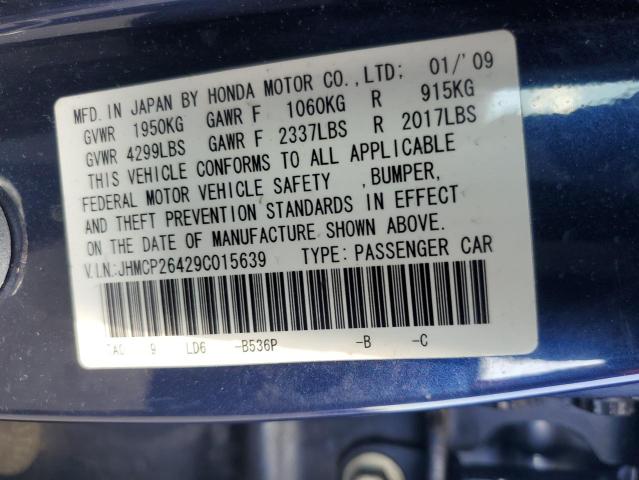 MFD. IN JAPAN BY HONDA MOTOR CO., LTD; 01/'09
GVWR 1950KG GAWR F 1060KG R 915KG
GVWR 4299LBS GAWR F 2337LBS R 2017LBS
THIS VEHICLE CONFORMS TO ALL APPLICABLE
FEDERAL MOTOR VEHICLE SAFETY ,BUMPER,
AND THEFT PREVENTION STANDARDS IN EFFECT
ON THE DATE OF MANUFACTURE SHOWN ABOVE.
V.I.N:JHMCP26429C015639 TYPE: PASSENGER CAR
9 LD6 -B536P -B -C